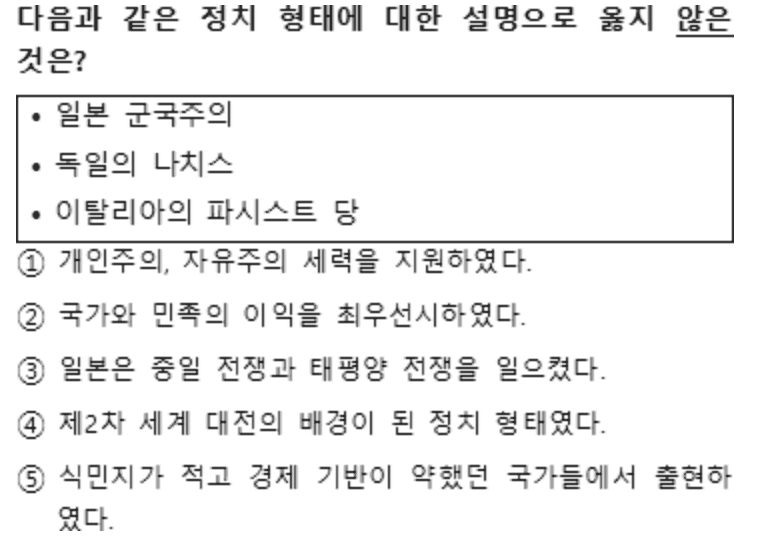 다음과 같은 정치 형태에 대한 설명으로 옳지 않은
것은?
• 일본 군국주의
• 독일의 나치스
• 이탈리아의 파시스트 당
① 개인주의, 자유주의 세력을 지원하였다.
② 국가와 민족의 이익을 최우선시하였다.
③ 일본은 중일 전쟁과 태평양 전쟁을 일으켰다.
④ 제2차 세계 대전의 배경이 된 정치 형태였다.
⑤ 식민지가 적고 경제 기반이 약했던 국가들에서 출현하
였다.